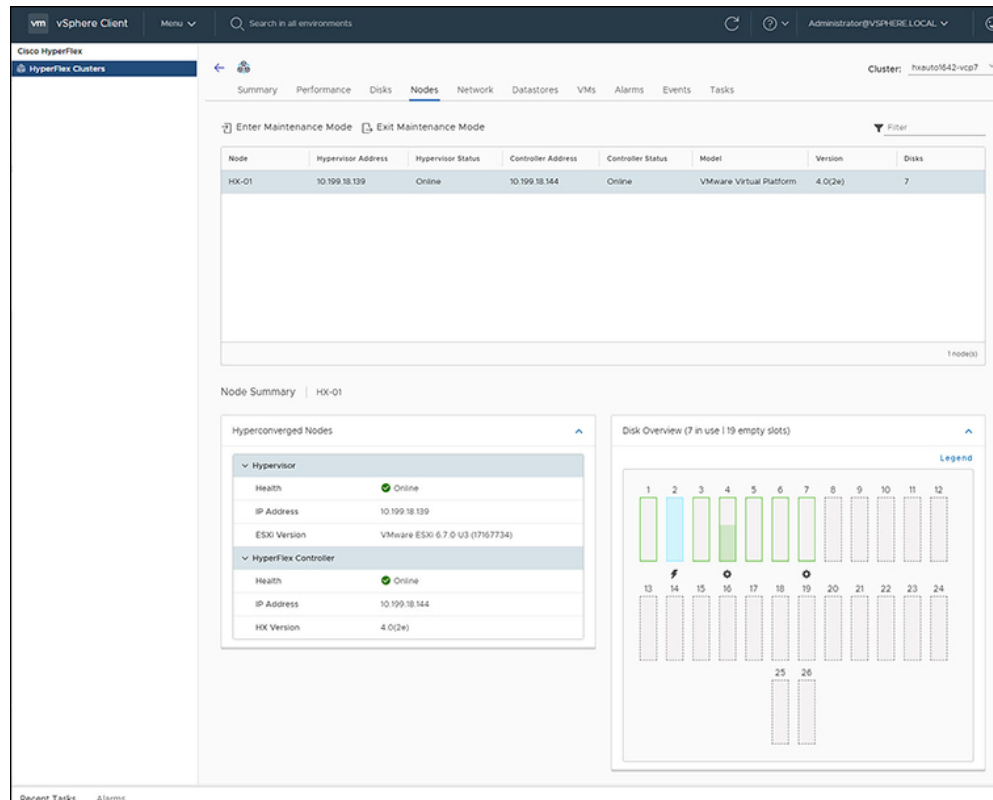 vm vSphere Client Menu Search in all environments Administrator@VSPHERE.LOCAL
Cisco HyperFlex
HyperFlex Clusters
Cluster: hxauto1642-vcp7
Summary Performance Disks Nodes Network Datastores VMs Alarms Events Tasks
Enter Maintenance Mode Exit Maintenance Mode Filter
Node Hypervisor Address Hypervisor Status Controller Address Controller Status Model Version Disks
HX-01 10.199.18.139 Online 10.199.18.144 Online VMware Virtual Platform 4.0(2e) 7
1 node(s)
Node Summary | HX-01
Hyperconverged Nodes
Hypervisor
Health Online
IP Address 10.199.18.139
ESXi Version VMware ESXi 6.7.0 U3 (17167734)
HyperFlex Controller
Health Online
IP Address 10.199.18.144
HX Version 4.0(2e)
Disk Overview (7 in use | 19 empty slots)
Legend
1 2 3 4 5 6 7 8 9 10 11 12
13 14 15 16 17 18 19 20 21 22 23 24
25 26
Recent Tasks Alarms